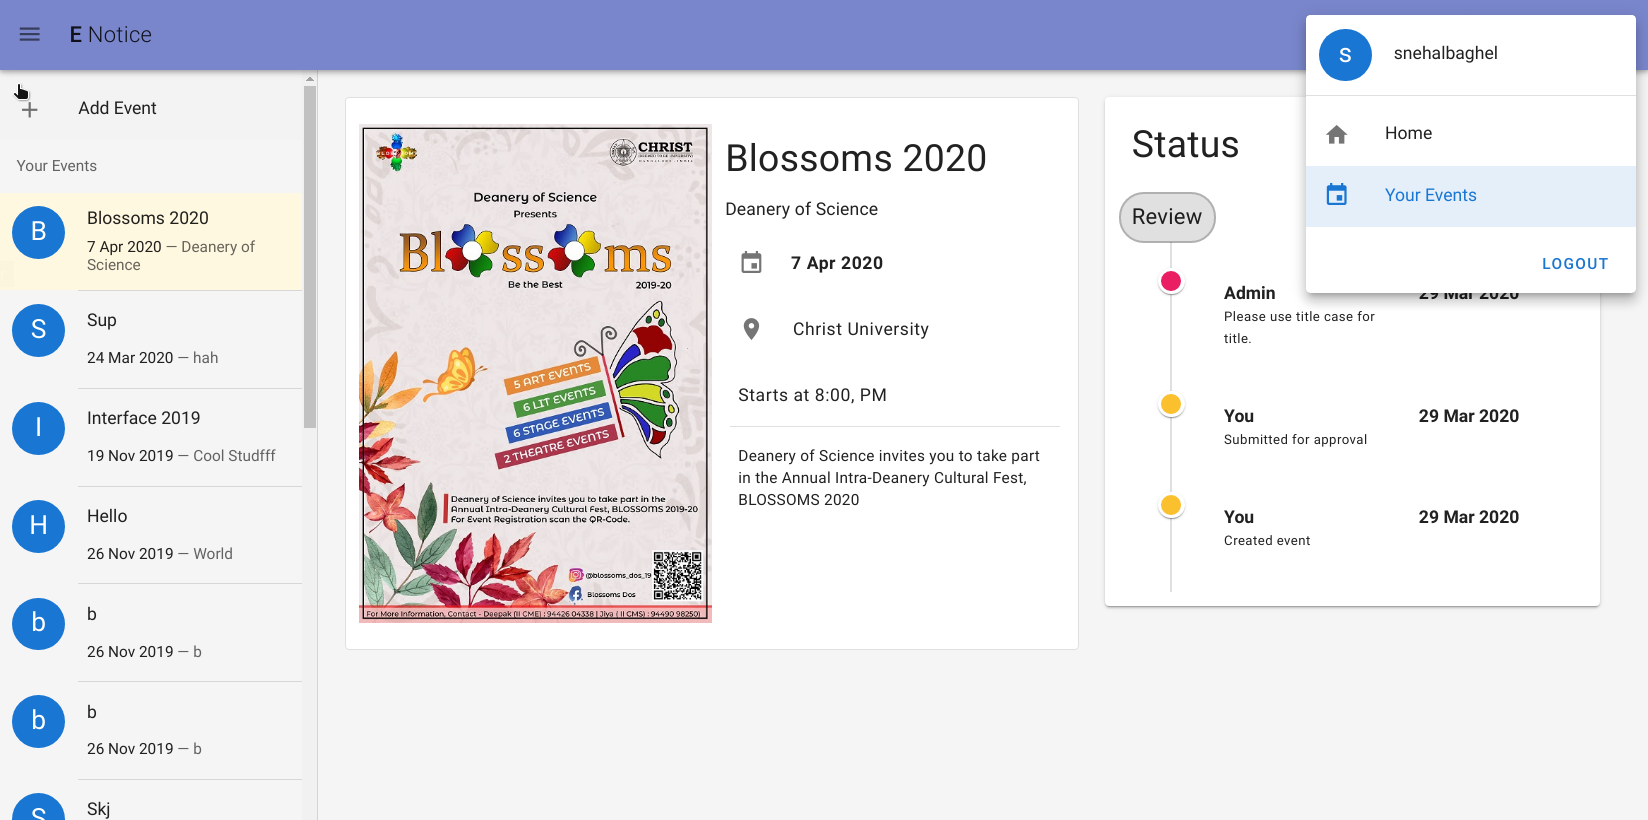 E Notice
Add Event
Your Events
B
Blossoms 2020
7 Apr 2020 — Deanery of
Science
S
Sup
24 Mar 2020 — hah
I
Interface 2019
19 Nov 2019 — Cool Studfff
H
Hello
26 Nov 2019 — World
b
b
26 Nov 2019 — b
b
b
26 Nov 2019 — b
S
Skj
BLOSSOMS
CHRIST
Deanery of Science
Presents
Blossoms
Be the Best
2019-20
5 ART EVENTS
6 LIT EVENTS
6 STAGE EVENTS
2 THEATRE EVENTS
Deanery of Science invites you to take part in the
Annual Intra-Deanery Cultural Fest, BLOSSOMS 2019-20
For Event Registration scan the QR-Code.
@blossoms_dos_19
Blossoms Dos
For More Information, Contact - Deepak (II CME) : 94426 04338 | Jiya ( II CMS) : 94490 98250)
Blossoms 2020
Deanery of Science
7 Apr 2020
Christ University
Starts at 8:00, PM
Deanery of Science invites you to take part
in the Annual Intra-Deanery Cultural Fest,
BLOSSOMS 2020
Status
Review
Admin 29 Mar 2020
Please use title case for
title.
You 29 Mar 2020
Submitted for approval
You 29 Mar 2020
Created event
s
snehalbaghel
Home
Your Events
LOGOUT